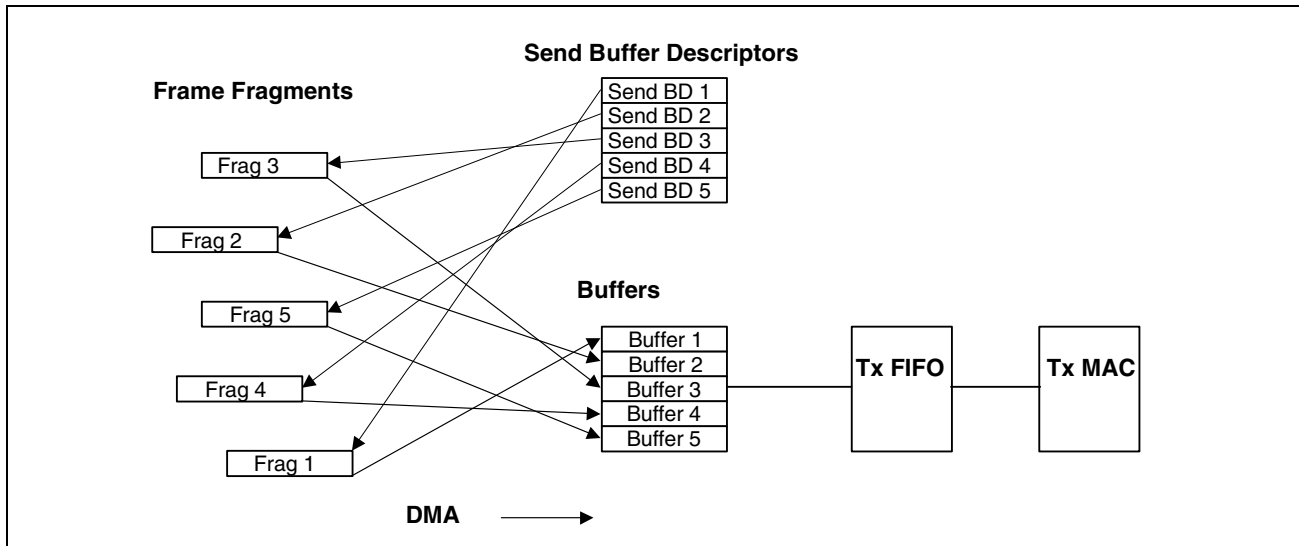 Send Buffer Descriptors
Frame Fragments
Send BD 1
Send BD 2
Send BD 3
Send BD 4
Send BD 5
Frag 3
Frag 2
Frag 5
Frag 4
Frag 1
Buffers
Buffer 1
Buffer 2
Buffer 3
Buffer 4
Buffer 5
Tx FIFO
Tx MAC
DMA